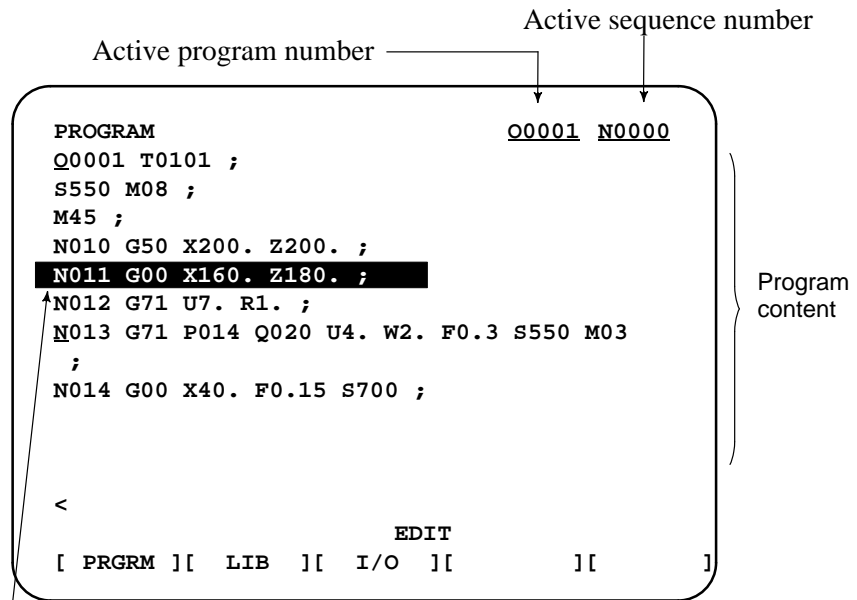 Active sequence number
Active program number
PROGRAM O0001 N0000
O0001 T0101 ;
S550 M08 ;
M45 ;
N010 G50 X200. Z200. ;
N011 G00 X160. Z180. ;
N012 G71 U7. R1. ;
N013 G71 P014 Q020 U4. W2. F0.3 S550 M03
;
N014 G00 X40. F0.15 S700 ;
Program
content
<
EDIT
[ PRGRM ][ LIB ][ I/O ][ ][ ]